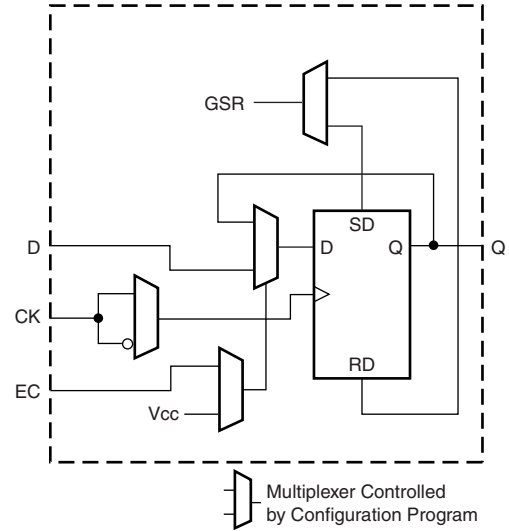 GSR
SD
D
D
Q
Q
CK
RD
EC
Vcc
Multiplexer Controlled
by Configuration Program